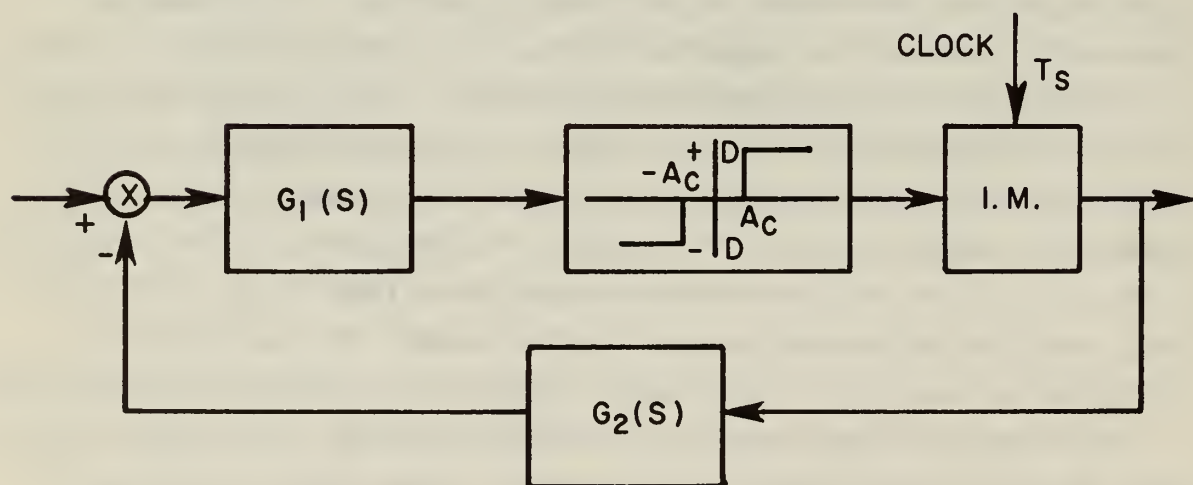 CLOCK
T_S
+
-
X
G_1 (S)
+ D
-A_C
A_C
- D
I. M.
G_2 (S)